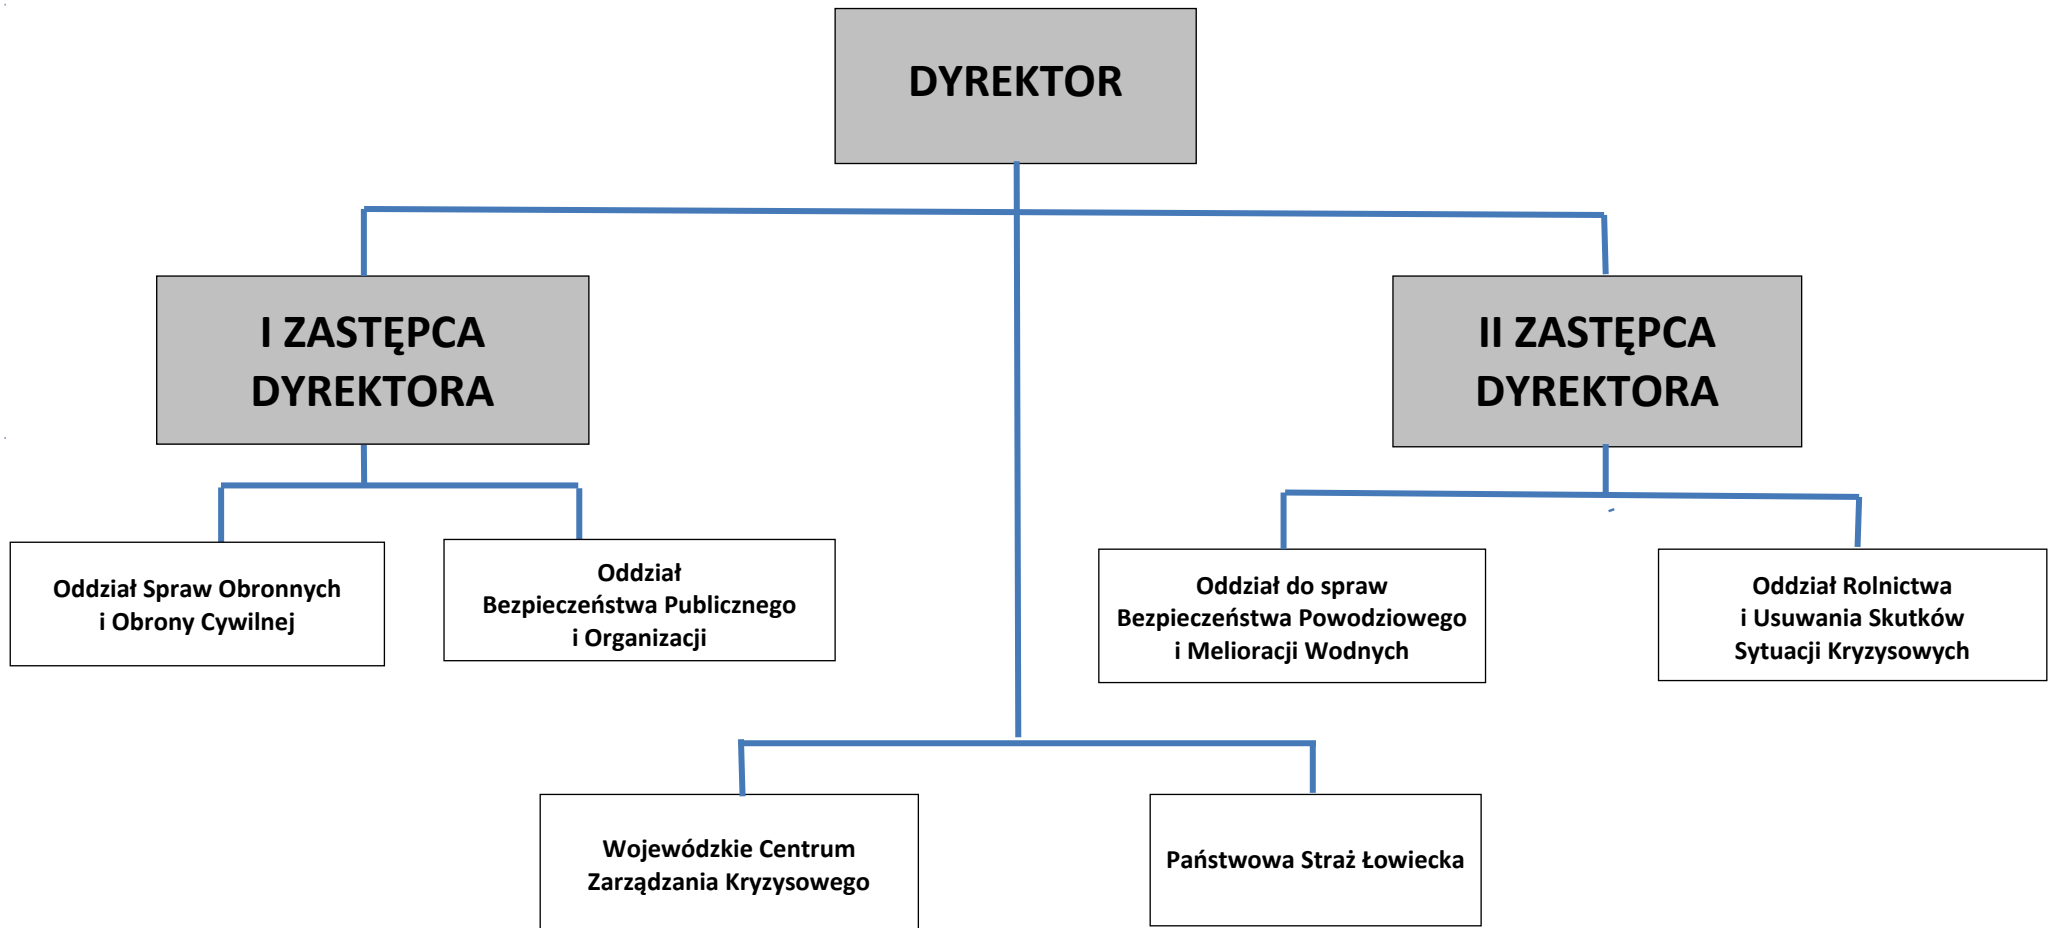 DYREKTOR
I ZASTĘPCA
DYREKTORA
II ZASTĘPCA
DYREKTORA
Oddział Spraw Obronnych
i Obrony Cywilnej
Oddział
Bezpieczeństwa Publicznego
i Organizacji
Oddział do spraw
Bezpieczeństwa Powodziowego
i Melioracji Wodnych
Oddział Rolnictwa
i Usuwania Skutków
Sytuacji Kryzysowych
Wojewódzkie Centrum
Zarządzania Kryzysowego
Państwowa Straż Łowiecka